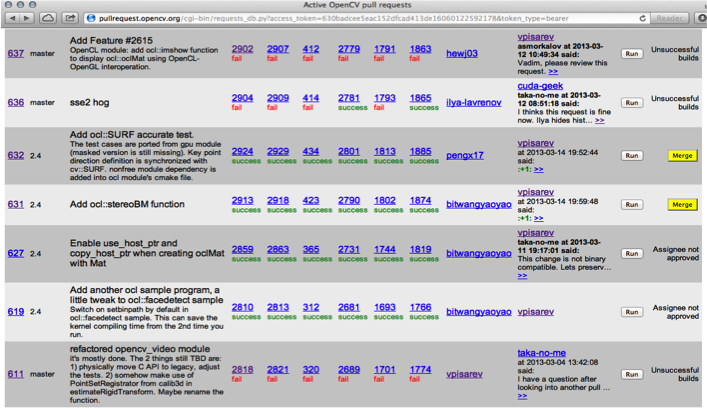 Active OpenCV pull requests
pullrequest.opencv.org/cgi-bin/requests_db.py?access_token=630badcee5eac152dfcad413de16060122592178&token_type=bearer
Reader
637 master
Add Feature #2615
OpenCL module: add ocl::imshow function
to display ocl::oclMat using OpenCL-
OpenGL interoperation.
2902 2907 412 2779 1791 1863
fail fail fail fail fail fail
hewj03
vpisarev
asmorkalov at 2013-03-
12 10:49:34 said:
Vadim, please review this
request. >>
Run
Unsuccessful
builds
636 master
sse2 hog
2904 2909 414 2781 1793 1865
fail fail fail success fail success
ilya-lavrenov
cuda-geek
taka-no-me at 2013-03-
12 08:51:18 said:
I thinks this request is fine
now. Ilya hides hist... >>
Run
Unsuccessful
builds
632 2.4
Add ocl::SURF accurate test.
The test cases are ported from gpu module
(masked version is still missing). Key point
direction definition is synchronized with
cv::SURF. nonfree module dependency is
added into ocl module's cmake file.
2924 2929 434 2801 1813 1885
success success success success success success
pengx17
vpisarev
at 2013-03-14 19:52:44
said:
:+1: >>
Run
Merge
631 2.4
Add ocl::stereoBM function
2913 2918 423 2790 1802 1874
success success success success success success
bitwangyaoyao
vpisarev
at 2013-03-14 19:59:48
said:
:+1: >>
Run
Merge
627 2.4
Enable use_host_ptr and
copy_host_ptr when creating oclMat
with Mat
2859 2863 365 2731 1744 1819
success success success success success success
bitwangyaoyao
vpisarev
taka-no-me at 2013-03-
11 19:17:01 said:
This change is not binary
compatible. Lets preserv...
>>
Run
Assignee not
approved
619 2.4
Add another ocl sample program, a
little tweak to ocl::facedetect sample
Switch on setbinpath by default in
ocl::facedetect sample. This can save the
kernel compiling time from the 2nd time you
run.
2810 2813 312 2681 1693 1766
success success success success success success
bitwangyaoyao
vpisarev
Run
Assignee not
approved
611 master
refactored opencv_video module
it's mostly done. The 2 things still TBD are:
1) physically move C API to legacy, adjust
the tests. 2) somehow make use of
PointSetRegistrator from calib3d in
estimateRigidTransform. Maybe rename the
function.
2818 2821 320 2689 1701 1774
fail fail fail fail fail fail
vpisarev
taka-no-me
at 2013-03-04 13:42:08
said:
I have a question after
looking into another pull ...
>>
Run
Unsuccessful
builds